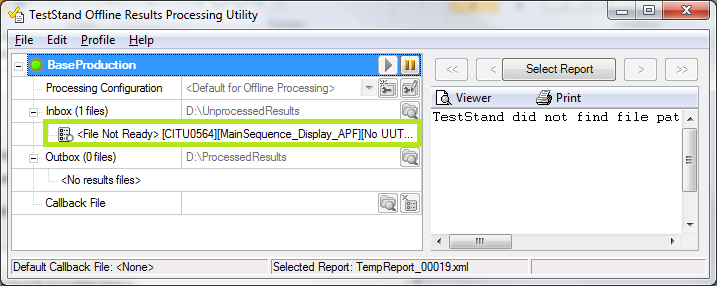 TestStand Offline Results Processing Utility
File Edit Profile Help
BaseProduction
Processing Configuration <Default for Offline Processing>
Inbox (1 files) D:\UnprocessedResults
<File Not Ready> [CITU0564][MainSequence_Display_APF][No UUT...
Outbox (0 files) D:\ProcessedResults
<No results files>
Callback File
<< < Select Report > >>
Viewer Print
TestStand did not find file pat
Default Callback File: <None> Selected Report: TempReport_00019.xml